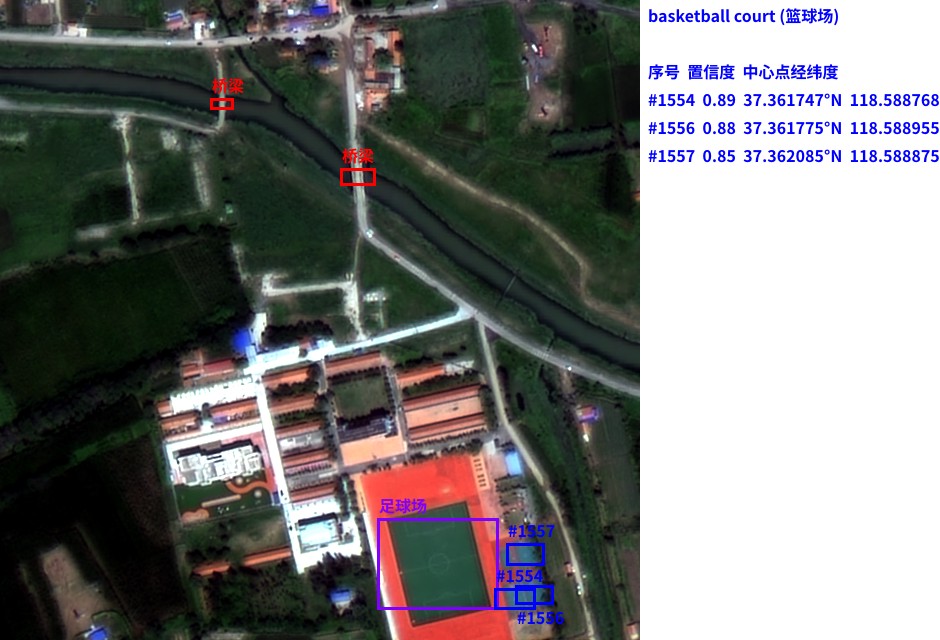 basketball court (篮球场)
序号 置信度 中心点经纬度
#1554 0.89 37.361747°N 118.588768
#1556 0.88 37.361775°N 118.588955
#1557 0.85 37.362085°N 118.588875
桥梁
桥梁
足球场
#1557
#1554
#1556